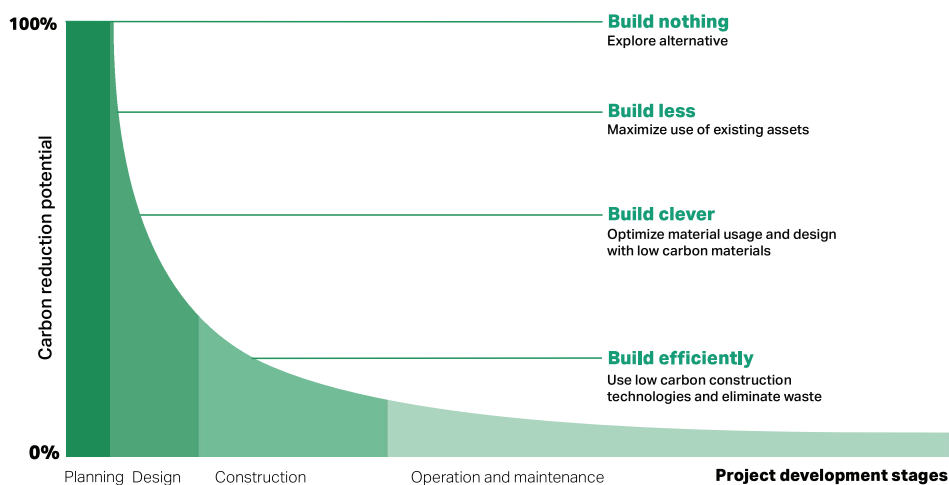 100%
Build nothing
Explore alternative
Build less
Maximize use of existing assets
Carbon reduction potential
Build clever
Optimize material usage and design
with low carbon materials
Build efficiently
Use low carbon construction
technologies and eliminate waste
0%
Planning Design Construction Operation and maintenance Project development stages